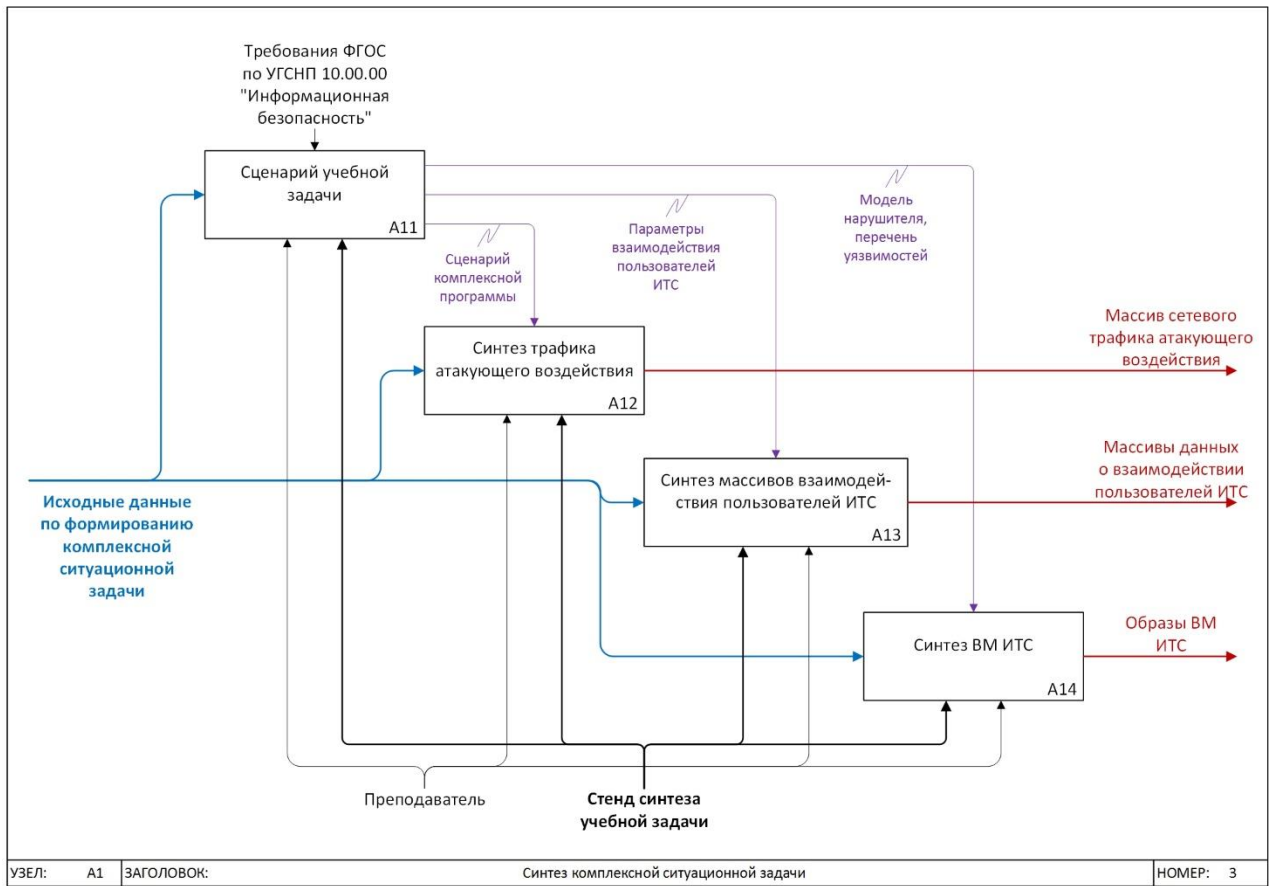 Требования ФГОС
по УГСНП 10.00.00
"Информационная
безопасность"
Сценарий учебной
задачи
A11
Модель
нарушителя,
перечень
уязвимостей
Параметры
взаимодействия
пользователей
ИТС
Сценарий
комплексной
программы
Массив сетевого
трафика атакующего
воздействия
Синтез трафика
атакующего воздействия
A12
Массивы данных
о взаимодействии
пользователей ИТС
Синтез массивов взаимодей-
ствия пользователей ИТС
A13
Исходные данные
по формированию
комплексной
ситуационной
задачи
Образы ВМ
ИТС
Синтез ВМ ИТС
A14
Преподаватель
Стенд синтеза
учебной задачи
УЗЕЛ: A1 ЗАГОЛОВОК: Синтез комплексной ситуационной задачи НОМЕР: 3